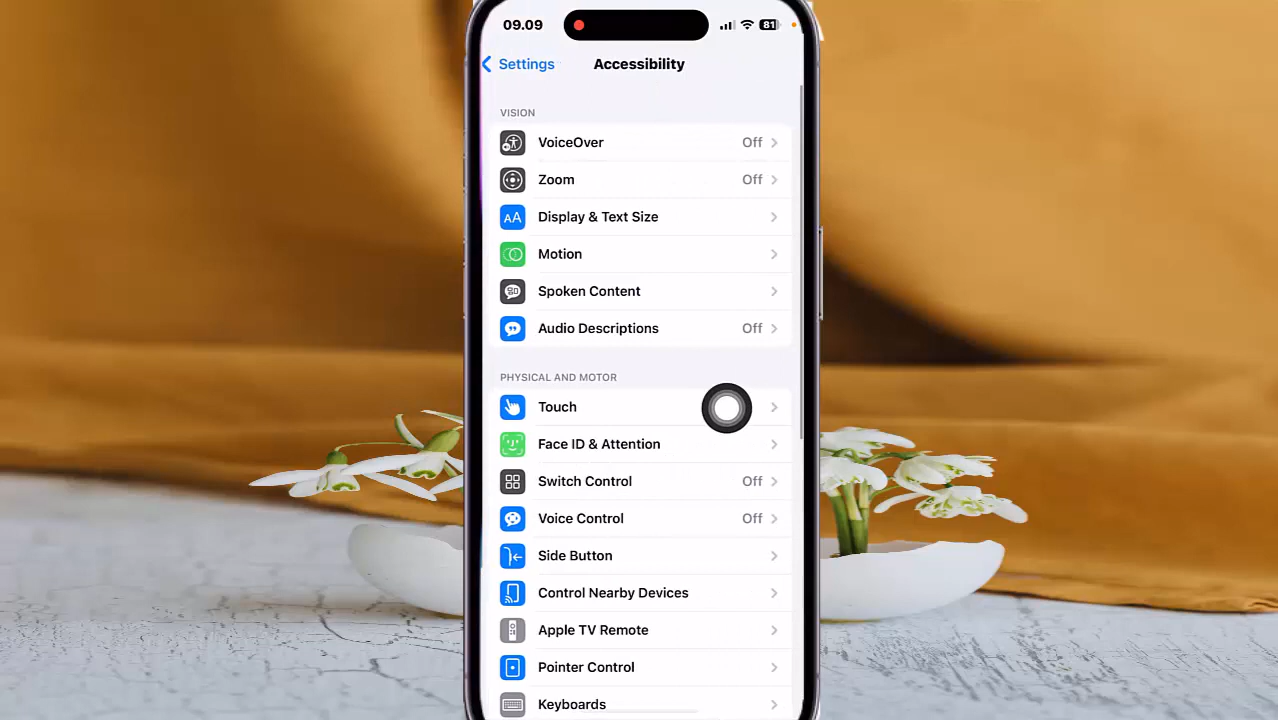 09.09
81
Settings
Accessibility
VISION
VoiceOver Off
Zoom Off
AA Display & Text Size
Motion
Spoken Content
Audio Descriptions Off
PHYSICAL AND MOTOR
Touch
Face ID & Attention
Switch Control Off
Voice Control Off
Side Button
Control Nearby Devices
Apple TV Remote
Pointer Control
Keyboards